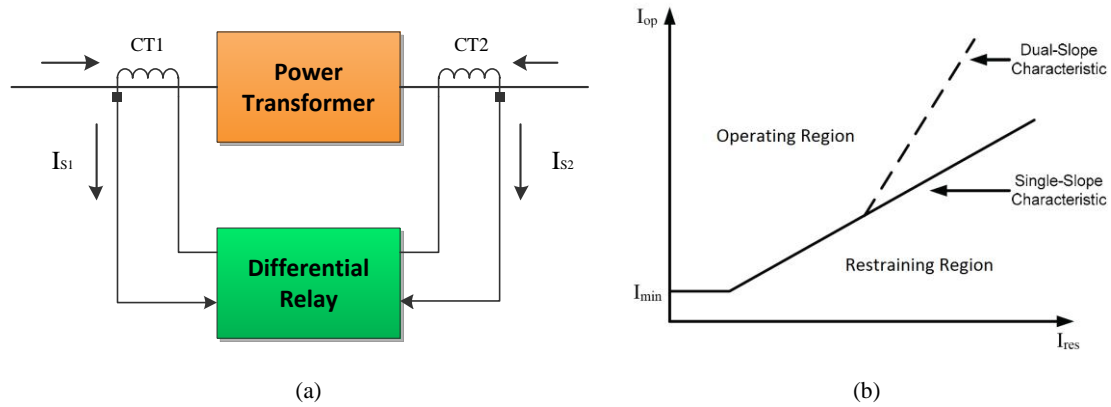 CT1
CT2
Power
Transformer
IS1
IS2
Differential
Relay
(a)
Iop
Dual-Slope
Characteristic
Operating Region
Single-Slope
Characteristic
Restraining Region
Imin
Ires
(b)